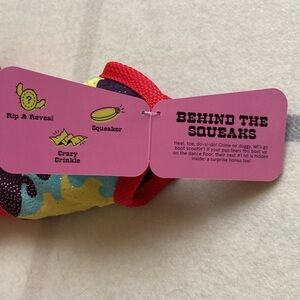 Rip & Reveal
Squeaker
Crazy
Crinkle
BEHIND THE
SQUEAKS
Heel, toe, do-si-do! Come on doggy, let's go
boot scootin'! If your pup tears this boot up
on the dance floor, their next #1 hit is hidden
inside: a surprise bonus toy!